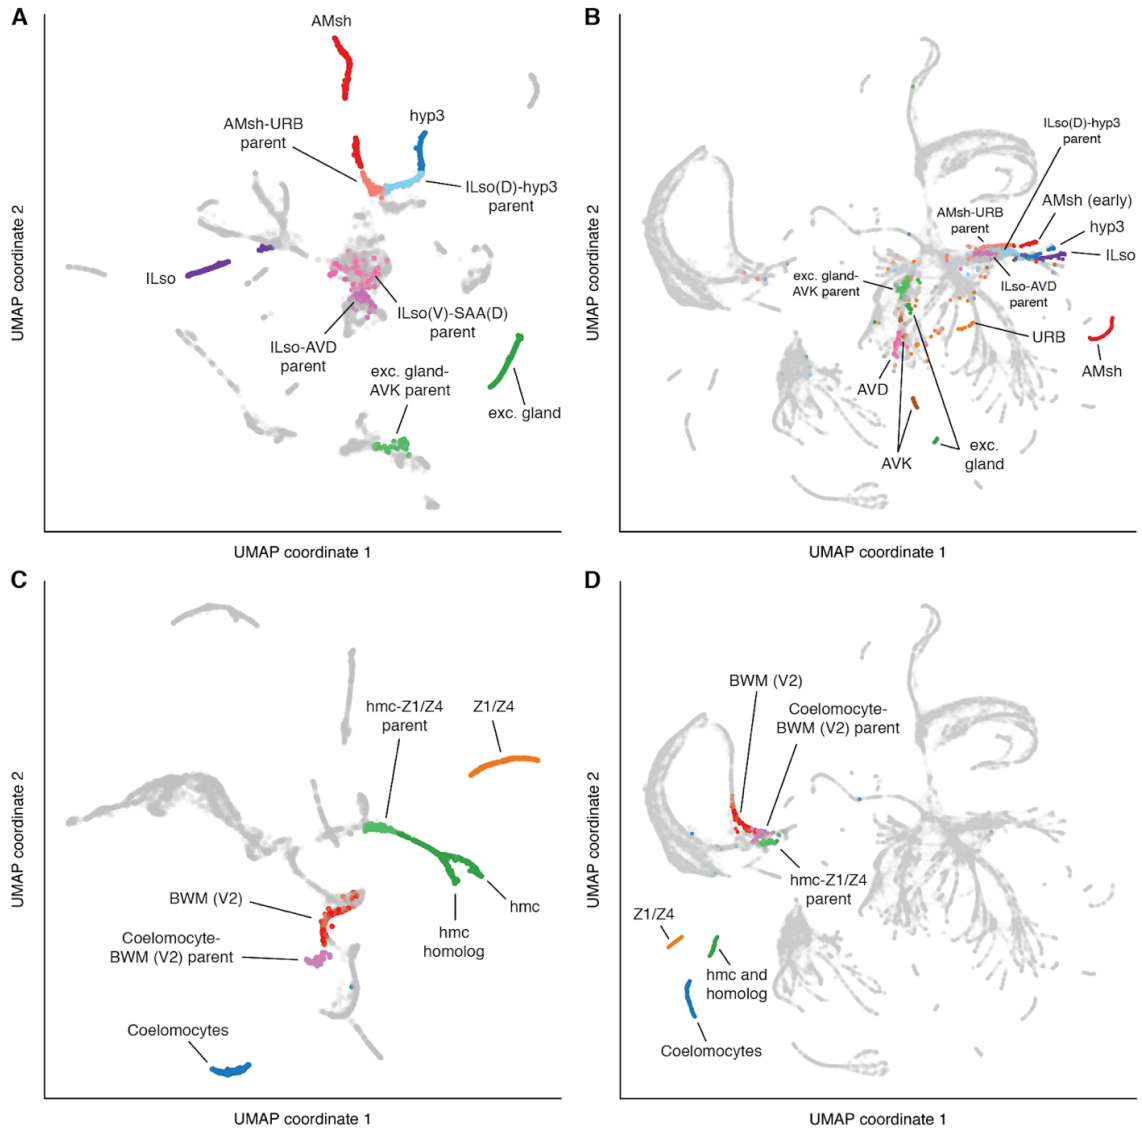 A
AMsh
AMsh-URB
parent
hyp3
ILso(D)-hyp3
parent
ILso
ILso(V)-SAA(D)
parent
ILso-AVD
parent
exc. gland-
AVK parent
exc. gland
UMAP coordinate 2
UMAP coordinate 1
B
ILso(D)-hyp3
parent
AMsh-URB
parent
AMsh (early)
hyp3
ILso
exc. gland-
AVK parent
ILso-AVD
parent
URB
AMsh
AVD
AVK
exc.
gland
UMAP coordinate 2
UMAP coordinate 1
C
hmc-Z1/Z4
parent
Z1/Z4
BWM (V2)
hmc
hmc
homolog
Coelomocyte-
BWM (V2) parent
Coelomocytes
UMAP coordinate 2
UMAP coordinate 1
D
BWM (V2)
Coelomocyte-
BWM (V2) parent
hmc-Z1/Z4
parent
Z1/Z4
hmc and
homolog
Coelomocytes
UMAP coordinate 2
UMAP coordinate 1